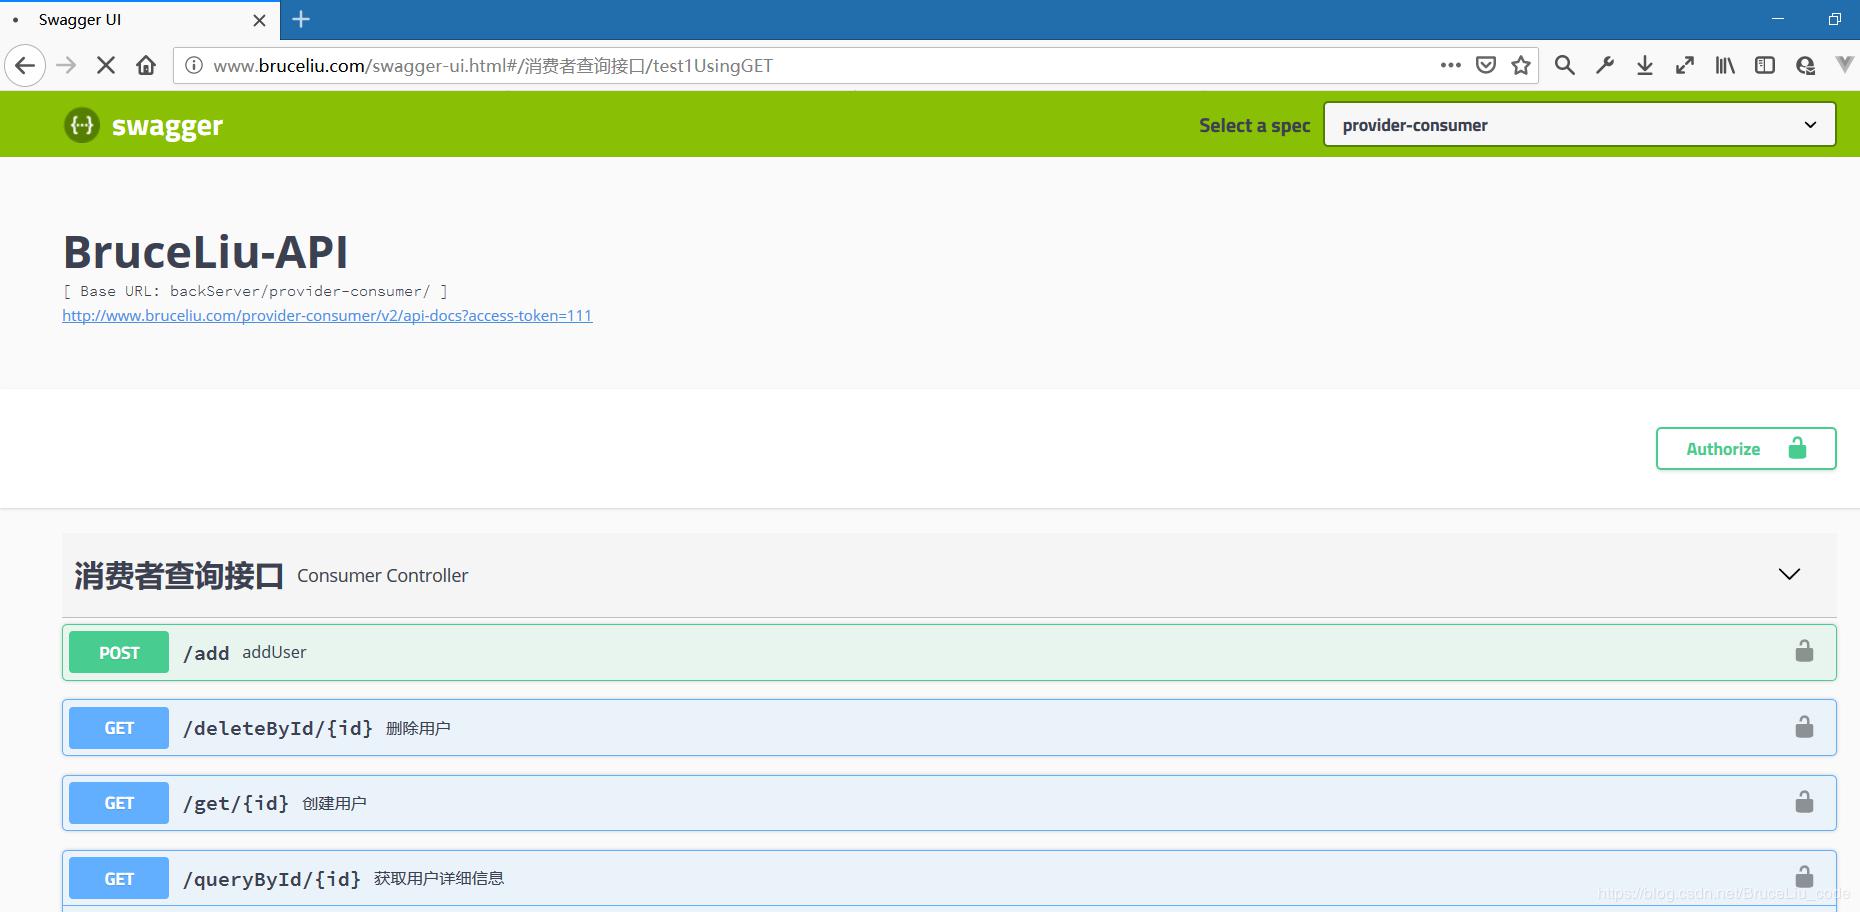 Swagger UI
www.bruceliu.com/swagger-ui.html#/消费者查询接口/test1UsingGET
swagger
Select a spec
provider-consumer
BruceLiu-API
[ Base URL: backServer/provider-consumer/ ]
http://www.bruceliu.com/provider-consumer/v2/api-docs?access-token=111
Authorize
消费者查询接口 Consumer Controller
POST /add addUser
GET /deleteById/{id} 删除用户
GET /get/{id} 创建用户
GET /queryById/{id} 获取用户详细信息
https://blog.csdn.net/BruceLiu_code